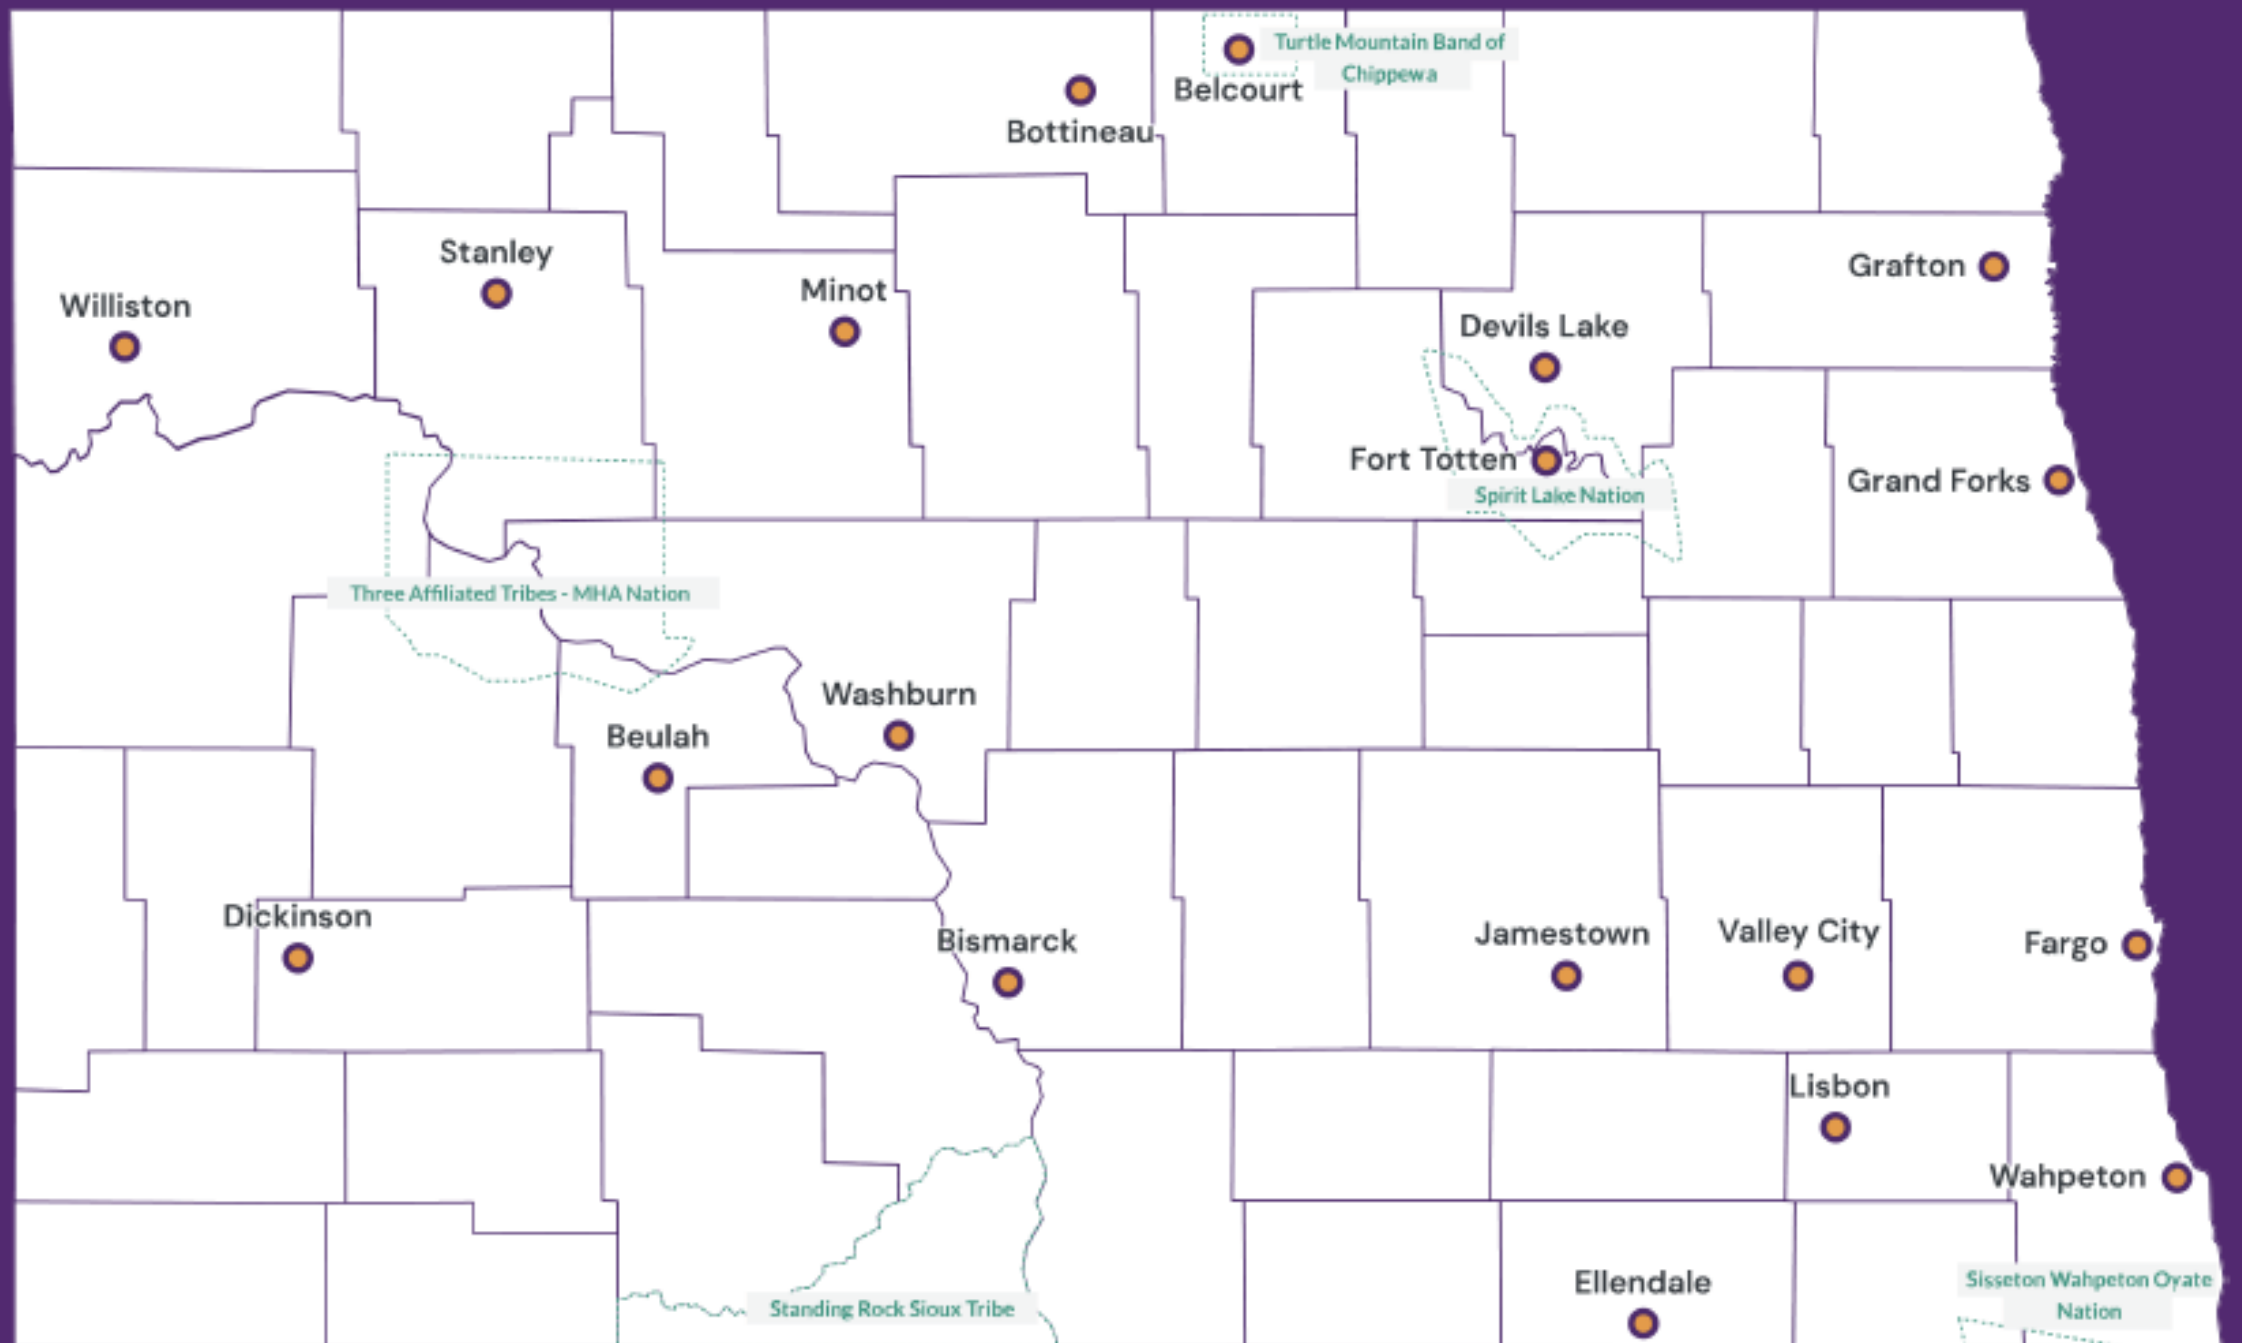 Turtle Mountain Band of
Chippewa
Belcourt
Bottineau
Stanley
Grafton
Minot
Williston
Devils Lake
Fort Totten
Grand Forks
Spirit Lake Nation
Three Affiliated Tribes - MHA Nation
Washburn
Beulah
Dickinson
Bismarck
Jamestown
Valley City
Fargo
Lisbon
Wahpeton
Ellendale
Sisseton Wahpeton Oyate
Nation
Standing Rock Sioux Tribe